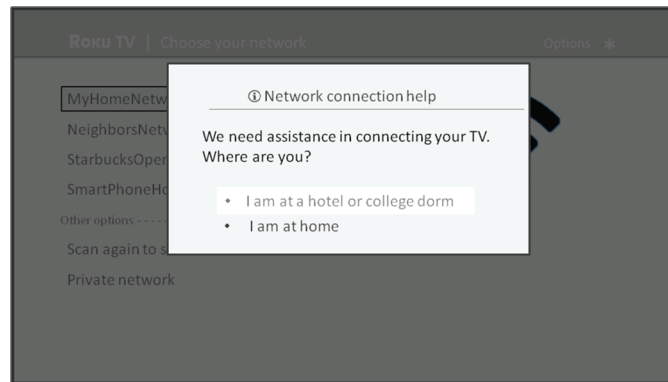 ROKU TV | Choose your network
Options ✱
ⓘ Network connection help
MyHomeNetw
NeighborsNetv
We need assistance in connecting your TV.
Where are you?
StarbucksOper
SmartPhoneHo
• I am at a hotel or college dorm
• I am at home
Other options -----
Scan again to s
Private network